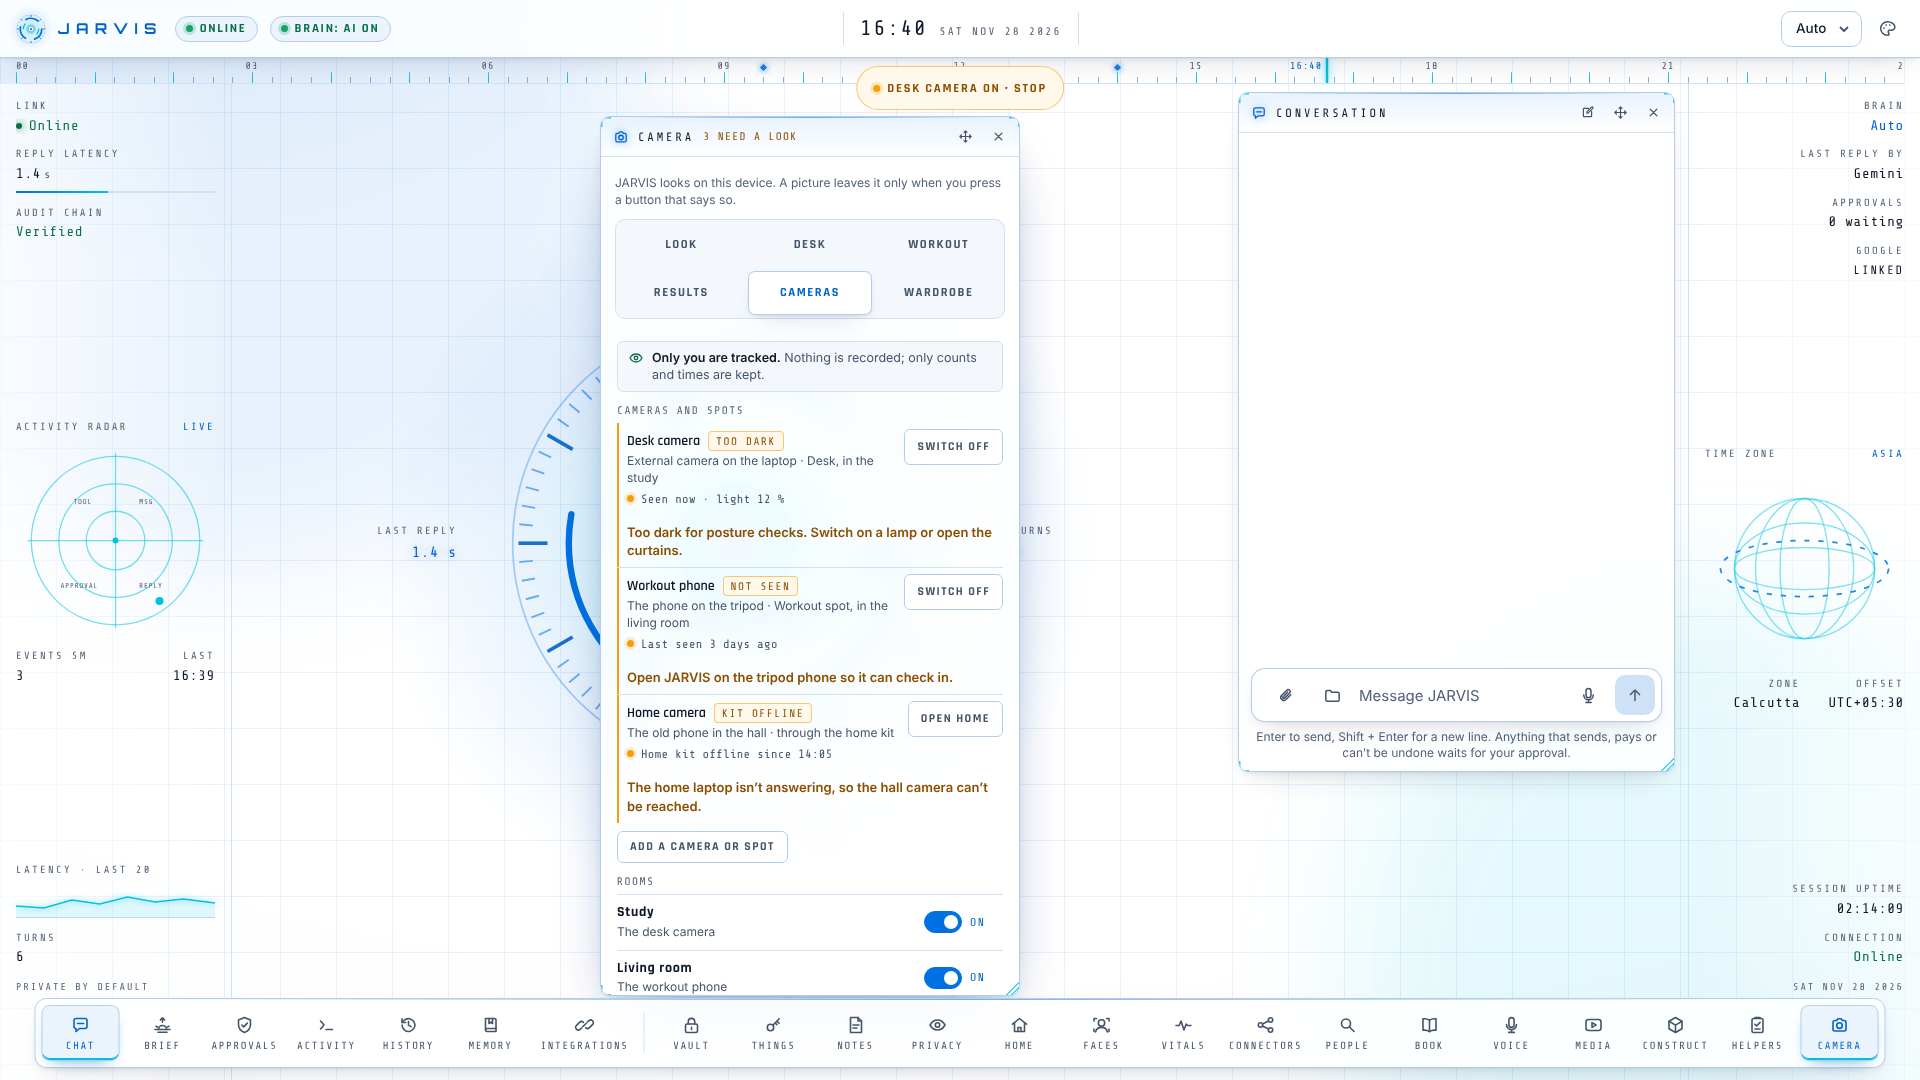 JARVIS
ONLINE
BRAIN: AI ON
16:40 SAT NOV 28 2026
Auto
00 03 06 09 12 15 16:40 18 21 2
DESK CAMERA ON · STOP
LINK
Online
REPLY LATENCY
1.4 s
AUDIT CHAIN
Verified
ACTIVITY RADAR LIVE
TOOL MSG
APPROVAL REPLY
EVENTS 5M LAST
3 16:39
LATENCY · LAST 20
TURNS
6
PRIVATE BY DEFAULT
LAST REPLY
1.4 s
URNS
CAMERA 3 NEED A LOOK
JARVIS looks on this device. A picture leaves it only when you press
a button that says so.
LOOK DESK WORKOUT
RESULTS CAMERAS WARDROBE
Only you are tracked. Nothing is recorded; only counts
and times are kept.
CAMERAS AND SPOTS
Desk camera TOO DARK
SWITCH OFF
External camera on the laptop · Desk, in the
study
Seen now · light 12 %
Too dark for posture checks. Switch on a lamp or open the
curtains.
Workout phone NOT SEEN
SWITCH OFF
The phone on the tripod · Workout spot, in the
living room
Last seen 3 days ago
Open JARVIS on the tripod phone so it can check in.
Home camera KIT OFFLINE
OPEN HOME
The old phone in the hall · through the home kit
Home kit offline since 14:05
The home laptop isn’t answering, so the hall camera can’t
be reached.
ADD A CAMERA OR SPOT
ROOMS
Study
The desk camera
ON
Living room
The workout phone
ON
CONVERSATION
Message JARVIS
Enter to send, Shift + Enter for a new line. Anything that sends, pays or
can’t be undone waits for your approval.
BRAIN
Auto
LAST REPLY BY
Gemini
APPROVALS
0 waiting
GOOGLE
LINKED
TIME ZONE ASIA
ZONE OFFSET
Calcutta UTC+05:30
SESSION UPTIME
02:14:09
CONNECTION
Online
SAT NOV 28 2026
CHAT BRIEF APPROVALS ACTIVITY HISTORY MEMORY INTEGRATIONS VAULT THINGS NOTES PRIVACY HOME FACES VITALS CONNECTORS PEOPLE BOOK VOICE MEDIA CONSTRUCT HELPERS CAMERA